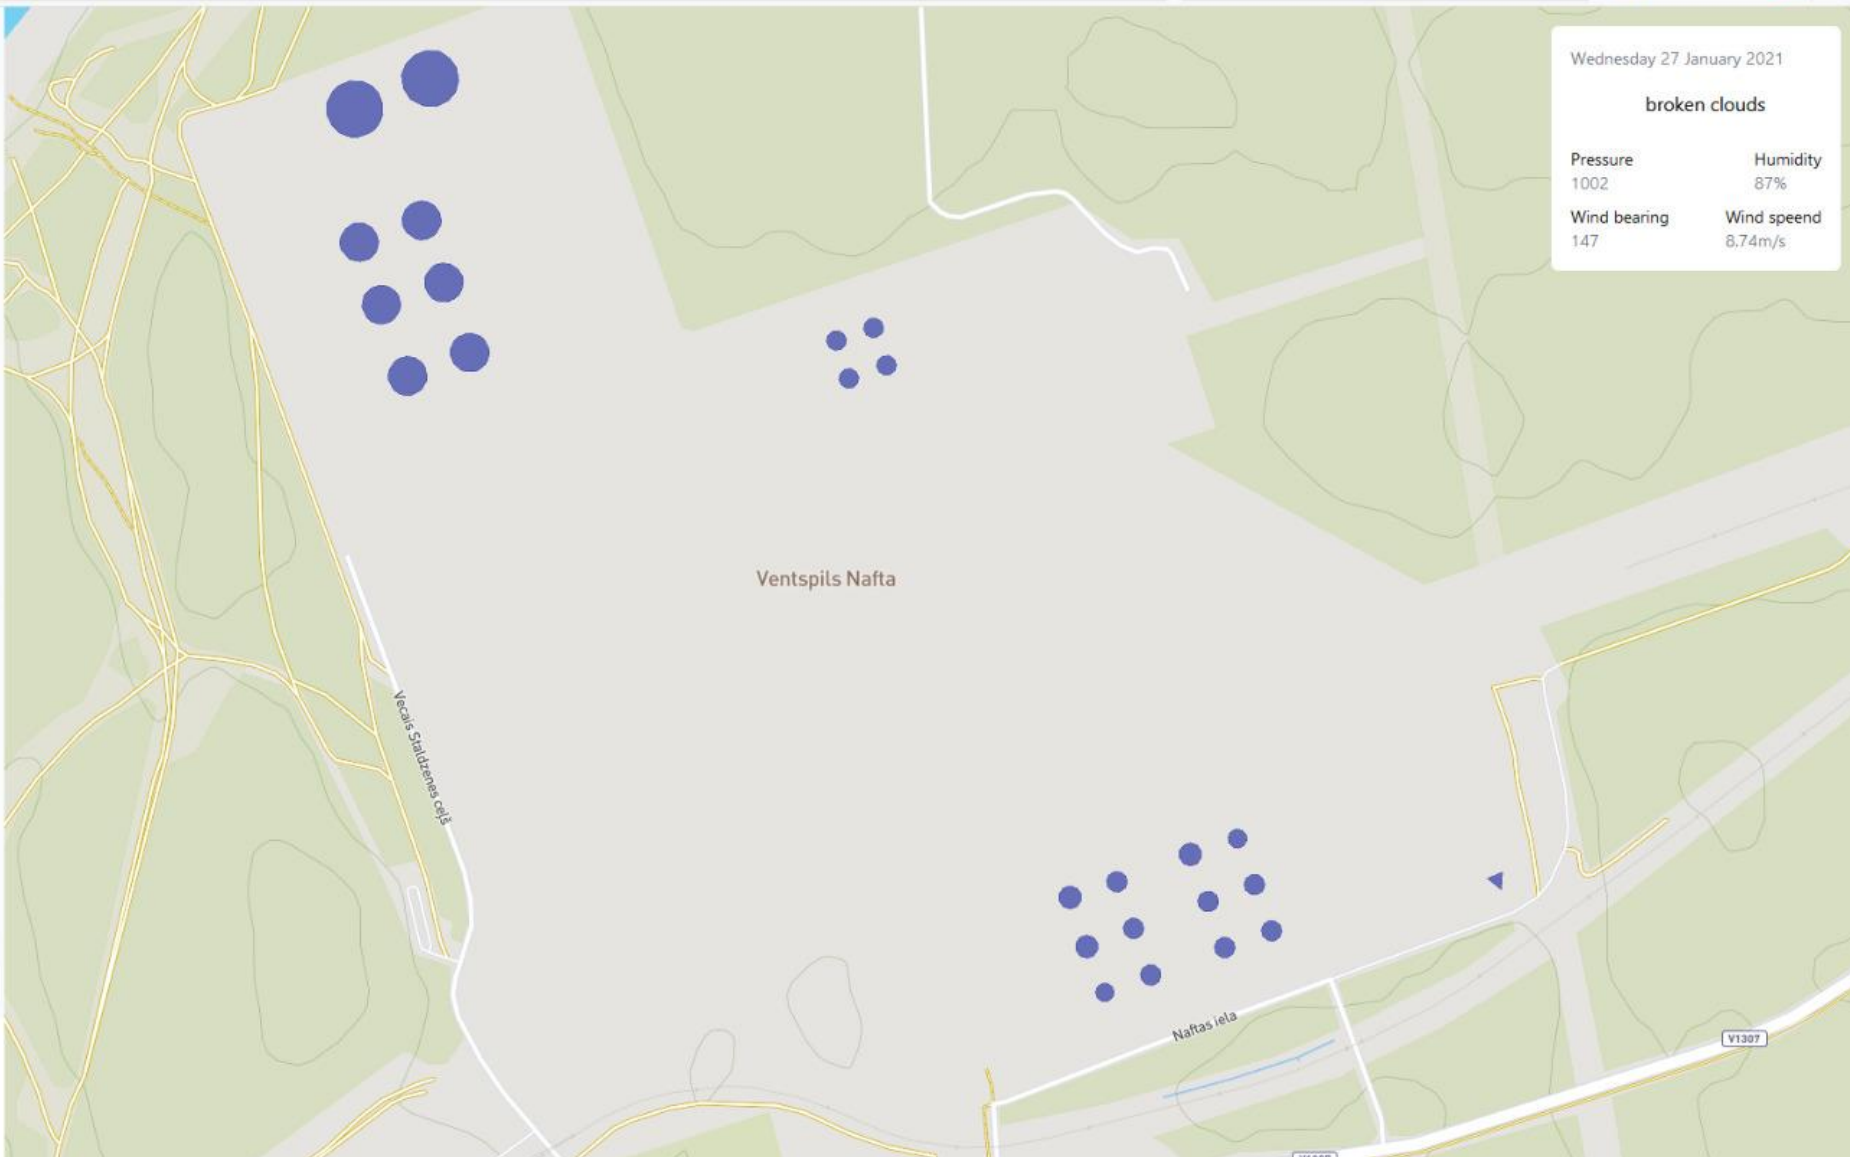 Wednesday 27 January 2021
broken clouds
Pressure Humidity
1002 87%
Wind bearing Wind speend
147 8.74m/s
Ventspils Nafta
Vecais Staldzenes ceļš
Naftas iela
V1307